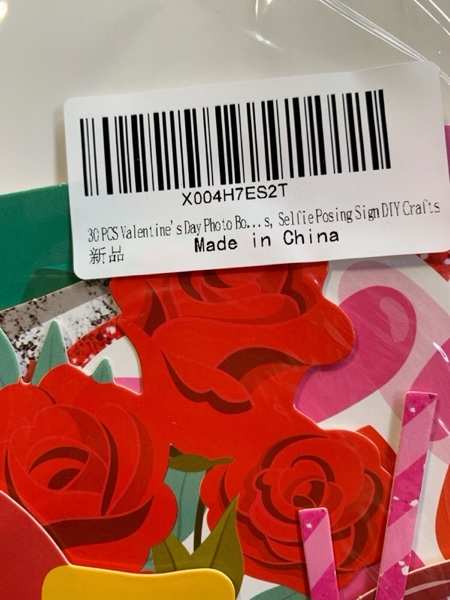 X004H7ES2T
30 PCS Valentine's Day Photo Bo...s, Selfie Posing Sign DIY Crafts
新品
Made in China